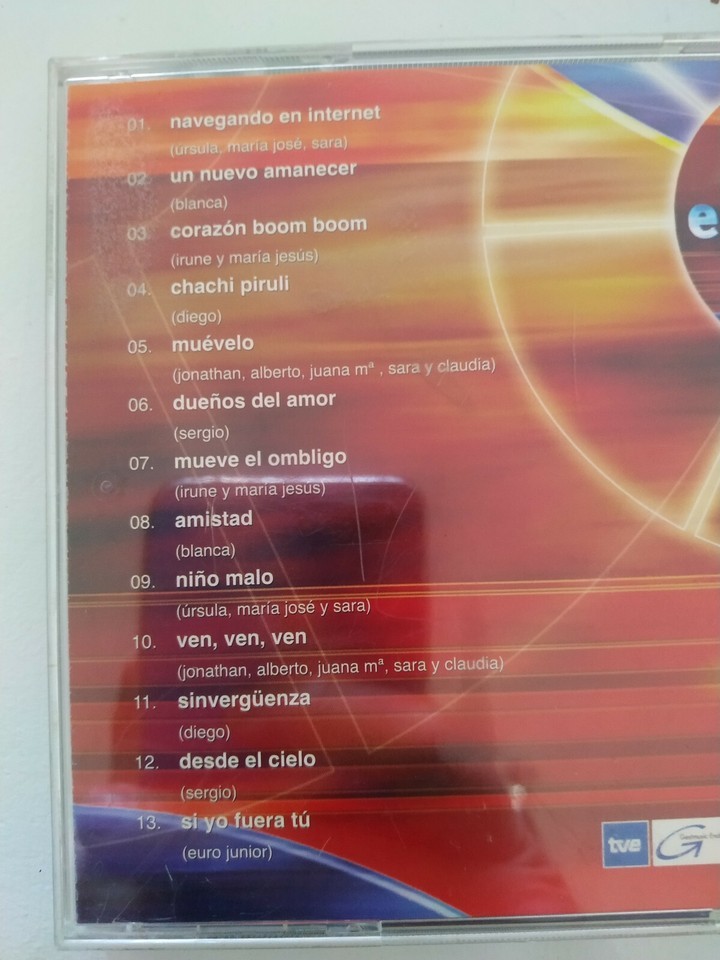 01. navegando en internet
(úrsula, maría josé, sara)
02. un nuevo amanecer
(blanca)
03. corazón boom boom
(irune y maría jesús)
04. chachi piruli
(diego)
05. muévelo
(jonathan, alberto, juana mª , sara y claudia)
06. dueños del amor
(sergio)
07. mueve el ombligo
(irune y maría jesús)
08. amistad
(blanca)
09. niño malo
(úrsula, maría josé y sara)
10. ven, ven, ven
(jonathan, alberto, juana mª, sara y claudia)
11. sinvergüenza
(diego)
12. desde el cielo
(sergio)
13. si yo fuera tú
(euro junior)
e
tve
G